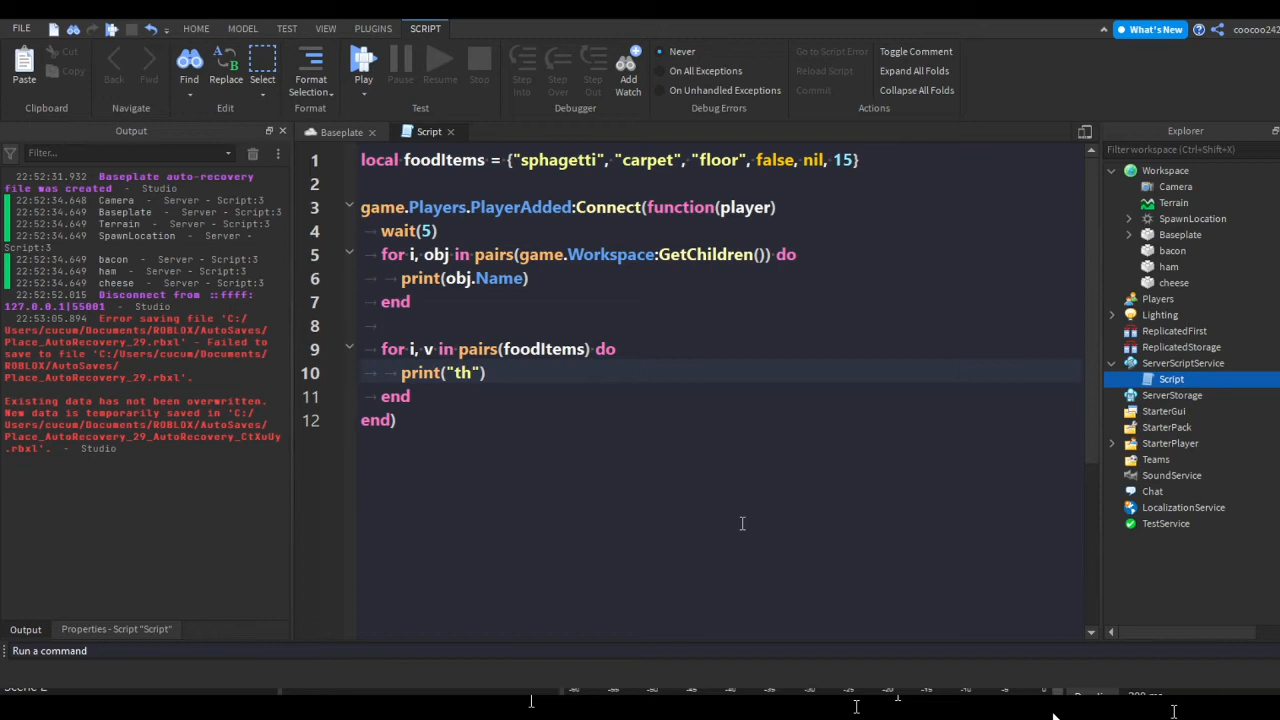 FILE HOME MODEL TEST VIEW PLUGINS SCRIPT What's New coocoo242
Paste Cut Copy Back Fwd Find Replace Select Format Selection Play Pause Resume Stop Step Into Step Over Step Out Add Watch Never On All Exceptions On Unhandled Exceptions Go to Script Error Reload Script Commit Toggle Comment Expand All Folds Collapse All Folds
Clipboard Navigate Edit Format Test Debugger Debug Errors Actions
Output
Filter...
22:52:31.932 Baseplate auto-recovery
file was created - Studio
22:52:34.648 Camera - Server - Script:3
22:52:34.649 Baseplate - Server - Script:3
22:52:34.649 Terrain - Server - Script:3
22:52:34.649 SpawnLocation - Server -
Script:3
22:52:34.649 bacon - Server - Script:3
22:52:34.649 ham - Server - Script:3
22:52:34.649 cheese - Server - Script:3
22:52:52.015 Disconnect from ::ffff:
127.0.0.1|55001 - Studio
22:53:05.894 Error saving file 'C:/
Users/cucum/Documents/ROBLOX/AutoSaves/
Place_AutoRecovery_29.rbxl' - Failed to
save to file 'C:/Users/cucum/Documents/
ROBLOX/AutoSaves/
Place_AutoRecovery_29.rbxl'.
Existing data has not been overwritten.
New data is temporarily saved in 'C:/
Users/cucum/Documents/ROBLOX/AutoSaves/
Place_AutoRecovery_29_AutoRecovery_CtXuUy
.rbxl'. - Studio
Output Properties - Script "Script"
Run a command
Baseplate Script
1 local foodItems = {"sphagetti", "carpet", "floor", false, nil, 15}
2
3 game.Players.PlayerAdded:Connect(function(player)
4 wait(5)
5 for i, obj in pairs(game.Workspace:GetChildren()) do
6 print(obj.Name)
7 end
8
9 for i, v in pairs(foodItems) do
10 print("th")
11 end
12 end)
Explorer
Filter workspace (Ctrl+Shift+X)
Workspace
Camera
Terrain
SpawnLocation
Baseplate
bacon
ham
cheese
Players
Lighting
ReplicatedFirst
ReplicatedStorage
ServerScriptService
Script
ServerStorage
StarterGui
StarterPack
StarterPlayer
Teams
SoundService
Chat
LocalizationService
TestService